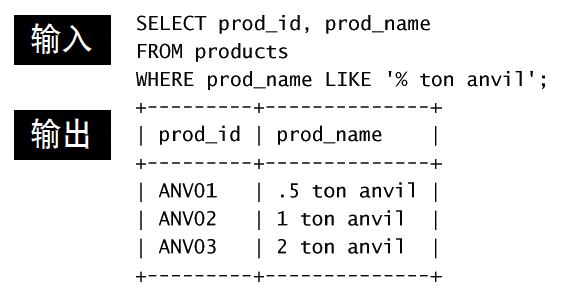 输入
SELECT prod_id, prod_name
FROM products
WHERE prod_name LIKE '% ton anvil';
输出
+---------+--------------+
| prod_id | prod_name    |
+---------+--------------+
| ANV01   | .5 ton anvil |
| ANV02   | 1 ton anvil  |
| ANV03   | 2 ton anvil  |
+---------+--------------+